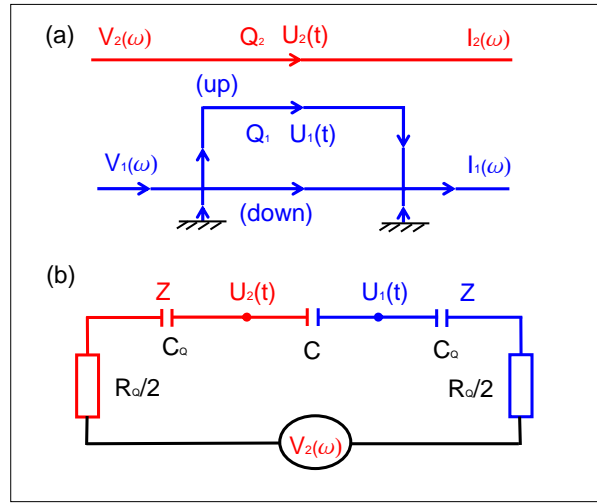 (a)
V₂(ω) Q₂ U₂(t) I₂(ω)
(up)
Q₁ U₁(t)
V₁(ω) I₁(ω)
(down)
(b)
Z U₂(t) U₁(t) Z
C_Q C C_Q
R_Q/2 R_Q/2
V₂(ω)